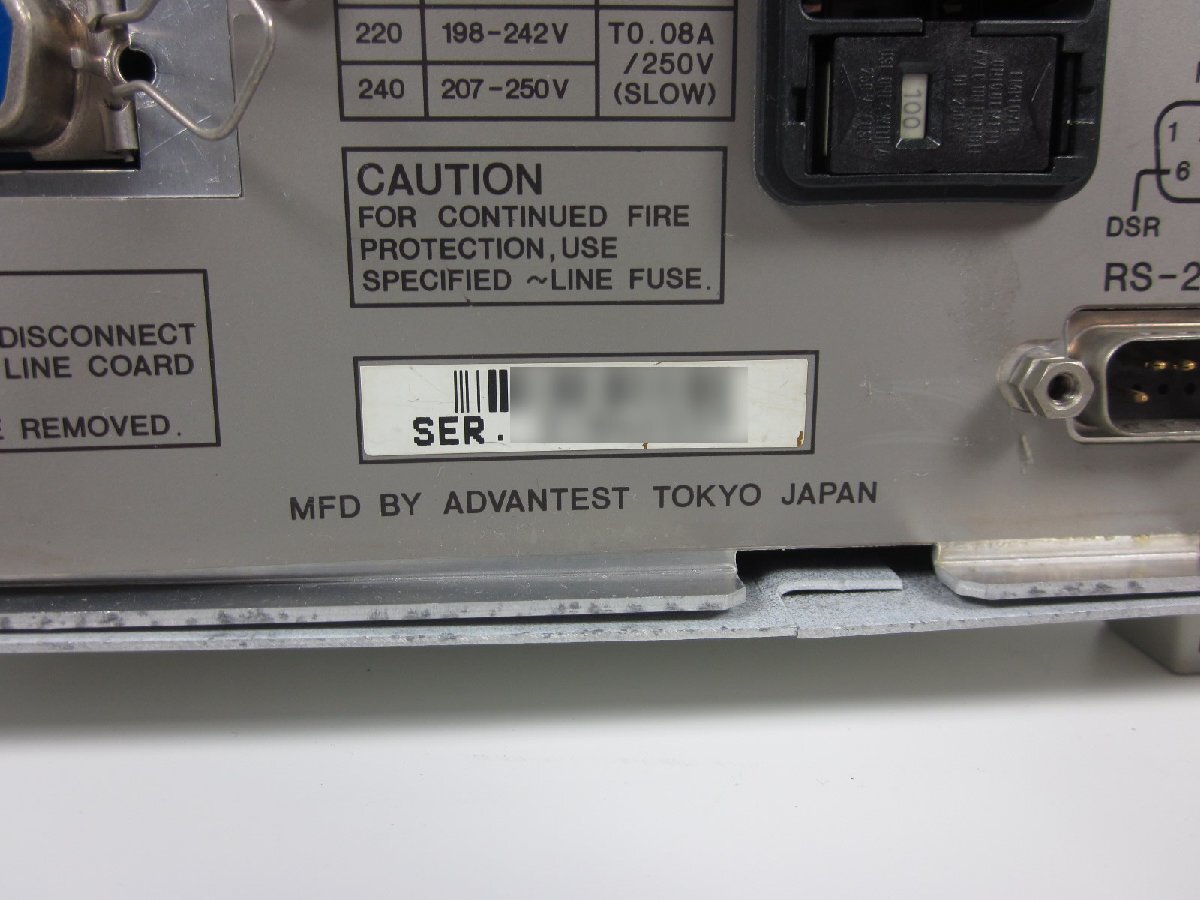 220 198-242V T0.08A
/250V
240 207-250V (SLOW)
100
CAUTION
FOR CONTINUED FIRE
PROTECTION, USE
SPECIFIED ~LINE FUSE.
1
6
DSR
RS-2
DISCONNECT
LINE COARD
REMOVED.
SER.
MFD BY ADVANTEST TOKYO JAPAN